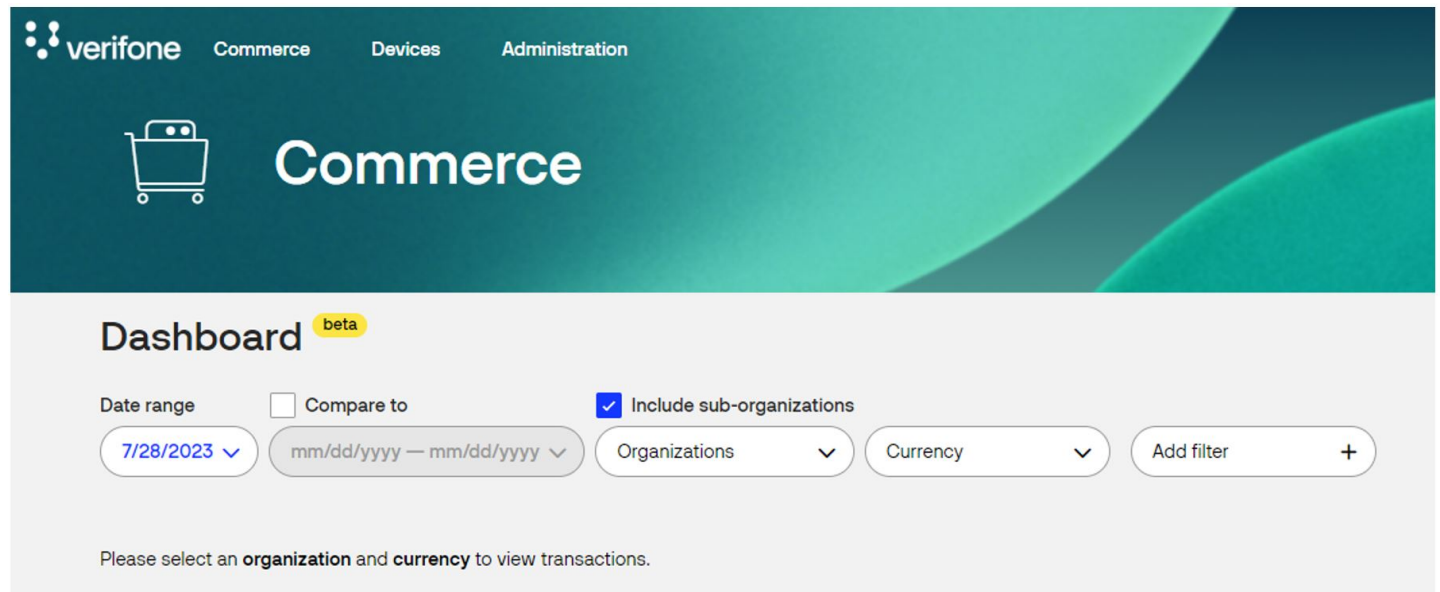 verifone Commerce Devices Administration
Commerce
Dashboard beta
Date range Compare to Include sub-organizations
7/28/2023 mm/dd/yyyy — mm/dd/yyyy Organizations Currency Add filter +
Please select an organization and currency to view transactions.